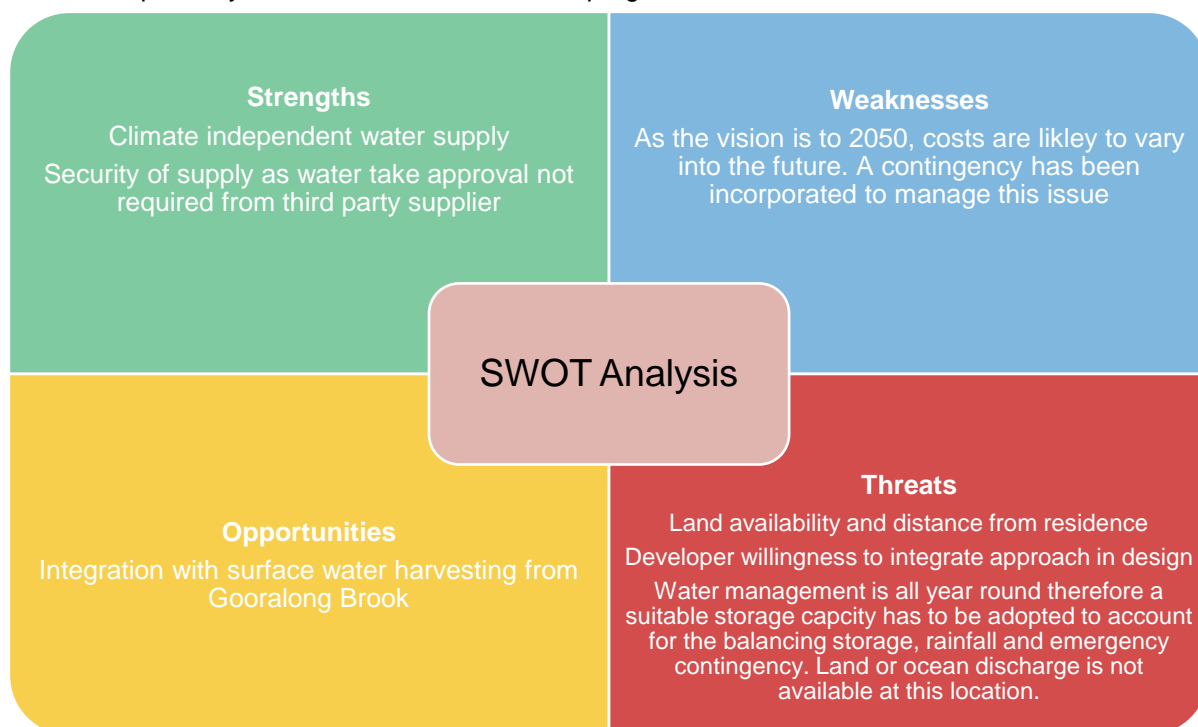 Strengths
Climate independent water supply
Security of supply as water take approval not
required from third party supplier
Weaknesses
As the vision is to 2050, costs are likley to vary
into the future. A contingency has been
incorporated to manage this issue
SWOT Analysis
Opportunities
Integration with surface water harvesting from
Gooralong Brook
Threats
Land availability and distance from residence
Developer willingness to integrate approach in design
Water management is all year round therefore a
suitable storage capcity has to be adopted to account
for the balancing storage, rainfall and emergency
contingency. Land or ocean discharge is not
available at this location.